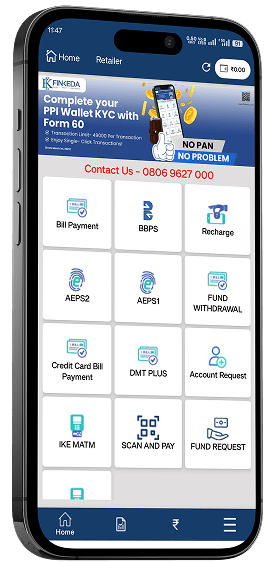 11:47
0.50
91
Home
Retailer
₹0.00
FINKEDA
Complete your
PPI Wallet KYC with
Form 60
Transaction Limit- 49000 Per Transaction
Enjoy Single- Click Transactions!
NO PAN
NO PROBLEM
Contact Us - 0806 9627 000
Bill Payment
BBPS
Recharge
AEPS2
AEPS1
FUND
WITHDRAWAL
Credit Card Bill
Payment
DMT PLUS
Account Request
IKE MATM
SCAN AND PAY
FUND REQUEST
Home
₹